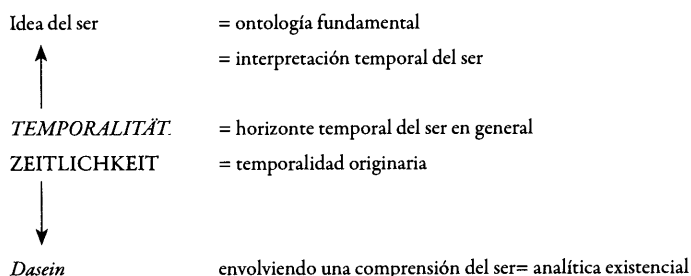 Idea del ser = ontología fundamental
= interpretación temporal del ser
TEMPORALITÄT. = horizonte temporal del ser en general
ZEITLICHKEIT = temporalidad originaria
Dasein envolviendo una comprensión del ser= analítica existencial